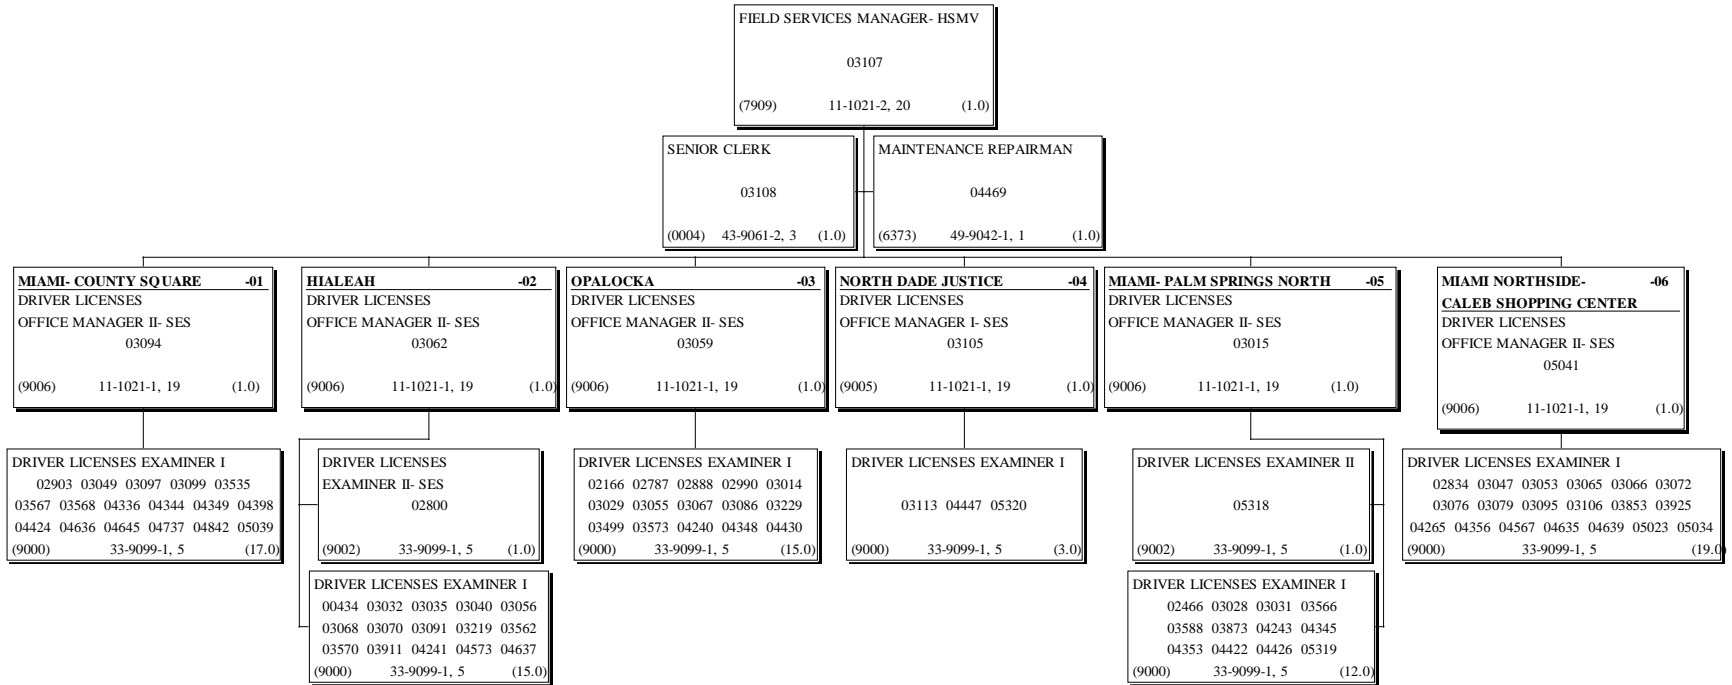 FIELD SERVICES MANAGER- HSMV
03107
(7909) 11-1021-2, 20 (1.0)
SENIOR CLERK
03108
(0004) 43-9061-2, 3 (1.0)
MAINTENANCE REPAIRMAN
04469
(6373) 49-9042-1, 1 (1.0)
MIAMI- COUNTY SQUARE -01
DRIVER LICENSES
OFFICE MANAGER II- SES
03094
(9006) 11-1021-1, 19 (1.0)
HIALEAH -02
DRIVER LICENSES
OFFICE MANAGER II- SES
03062
(9006) 11-1021-1, 19 (1.0)
OPALOCKA -03
DRIVER LICENSES
OFFICE MANAGER II- SES
03059
(9006) 11-1021-1, 19 (1.0)
NORTH DADE JUSTICE -04
DRIVER LICENSES
OFFICE MANAGER I- SES
03105
(9005) 11-1021-1, 19 (1.0)
MIAMI- PALM SPRINGS NORTH -05
DRIVER LICENSES
OFFICE MANAGER II- SES
03015
(9006) 11-1021-1, 19 (1.0)
MIAMI NORTHSIDE- -06
CALEB SHOPPING CENTER
DRIVER LICENSES
OFFICE MANAGER II- SES
05041
(9006) 11-1021-1, 19 (1.0)
DRIVER LICENSES EXAMINER I
02903 03049 03097 03099 03535
03567 03568 04336 04344 04349 04398
04424 04636 04645 04737 04842 05039
(9000) 33-9099-1, 5 (17.0)
DRIVER LICENSES
EXAMINER II- SES
02800
(9002) 33-9099-1, 5 (1.0)
DRIVER LICENSES EXAMINER I
02166 02787 02888 02990 03014
03029 03055 03067 03086 03229
03499 03573 04240 04348 04430
(9000) 33-9099-1, 5 (15.0)
DRIVER LICENSES EXAMINER I
03113 04447 05320
(9000) 33-9099-1, 5 (3.0)
DRIVER LICENSES EXAMINER II
05318
(9002) 33-9099-1, 5 (1.0)
DRIVER LICENSES EXAMINER I
02834 03047 03053 03065 03066 03072
03076 03079 03095 03106 03853 03925
04265 04356 04567 04635 04639 05023 05034
(9000) 33-9099-1, 5 (19.0)
DRIVER LICENSES EXAMINER I
00434 03032 03035 03040 03056
03068 03070 03091 03219 03562
03570 03911 04241 04573 04637
(9000) 33-9099-1, 5 (15.0)
DRIVER LICENSES EXAMINER I
02466 03028 03031 03566
03588 03873 04243 04345
04353 04422 04426 05319
(9000) 33-9099-1, 5 (12.0)